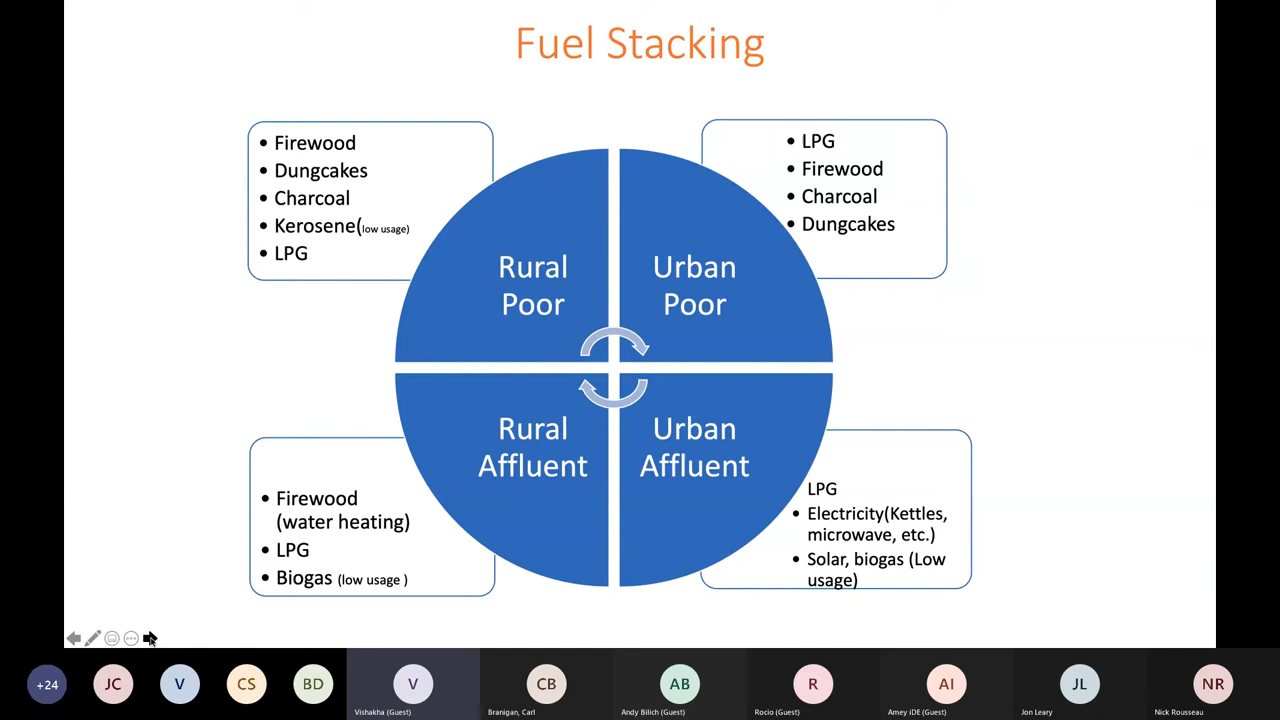 Fuel Stacking
• Firewood
• Dungcakes
• Charcoal
• Kerosene(low usage)
• LPG
• LPG
• Firewood
• Charcoal
• Dungcakes
Rural
Poor
Urban
Poor
Rural
Affluent
Urban
Affluent
• Firewood
(water heating)
• LPG
• Biogas (low usage )
LPG
• Electricity(Kettles,
microwave, etc.)
• Solar, biogas (Low
usage)
+24
JC
V
CS
BD
V
Vishakha (Guest)
CB
Branigan, Carl
AB
Andy Bilich (Guest)
R
Rocio (Guest)
AI
Amey iDE (Guest)
JL
Jon Leary
NR
Nick Rousseau